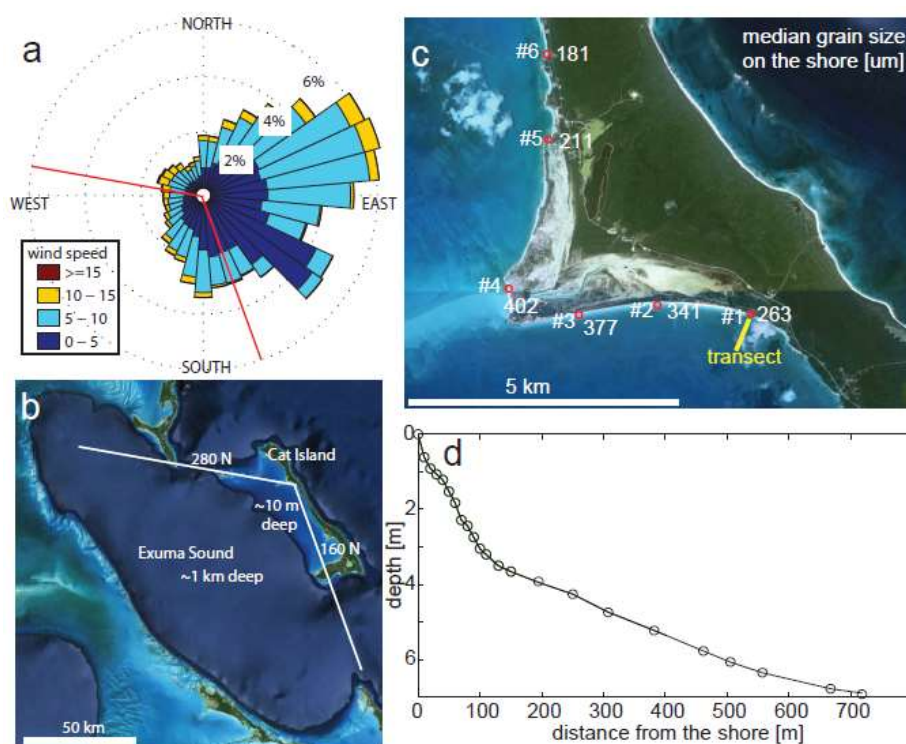 a
NORTH
6%
4%
2%
WEST
EAST
SOUTH
wind speed
>=15
10 – 15
5 – 10
0 – 5
b
280 N
Cat Island
~10 m
deep
Exuma Sound
~1 km deep
160 N
50 km
c
median grain size
on the shore [um]
#6 181
#5 211
#4
402
#3 377
#2 341
#1 263
transect
5 km
d
0
2
4
6
depth [m]
0 100 200 300 400 500 600 700
distance from the shore [m]